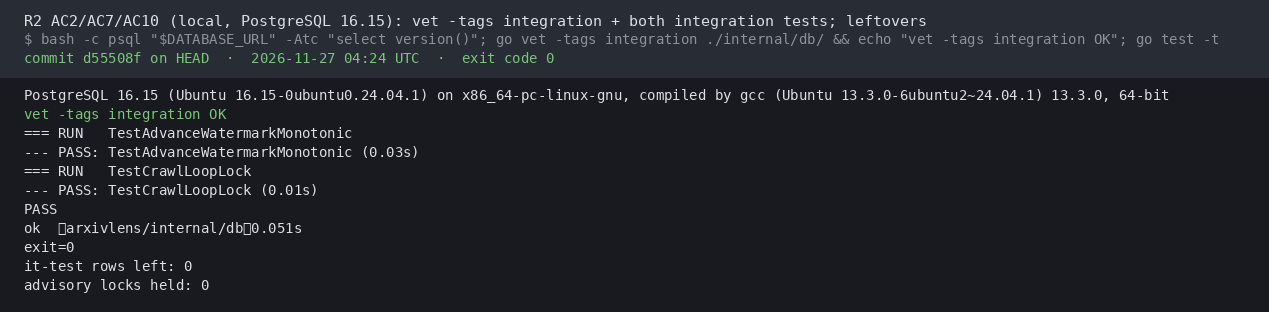 R2 AC2/AC7/AC10 (local, PostgreSQL 16.15): vet -tags integration + both integration tests; leftovers
$ bash -c psql "$DATABASE_URL" -Atc "select version()"; go vet -tags integration ./internal/db/ && echo "vet -tags integration OK"; go test -t
commit d55508f on HEAD · 2026-11-27 04:24 UTC · exit code 0
PostgreSQL 16.15 (Ubuntu 16.15-0ubuntu0.24.04.1) on x86_64-pc-linux-gnu, compiled by gcc (Ubuntu 13.3.0-6ubuntu2~24.04.1) 13.3.0, 64-bit
vet -tags integration OK
=== RUN   TestAdvanceWatermarkMonotonic
--- PASS: TestAdvanceWatermarkMonotonic (0.03s)
=== RUN   TestCrawlLoopLock
--- PASS: TestCrawlLoopLock (0.01s)
PASS
ok  ▯arxivlens/internal/db▯0.051s
exit=0
it-test rows left: 0
advisory locks held: 0